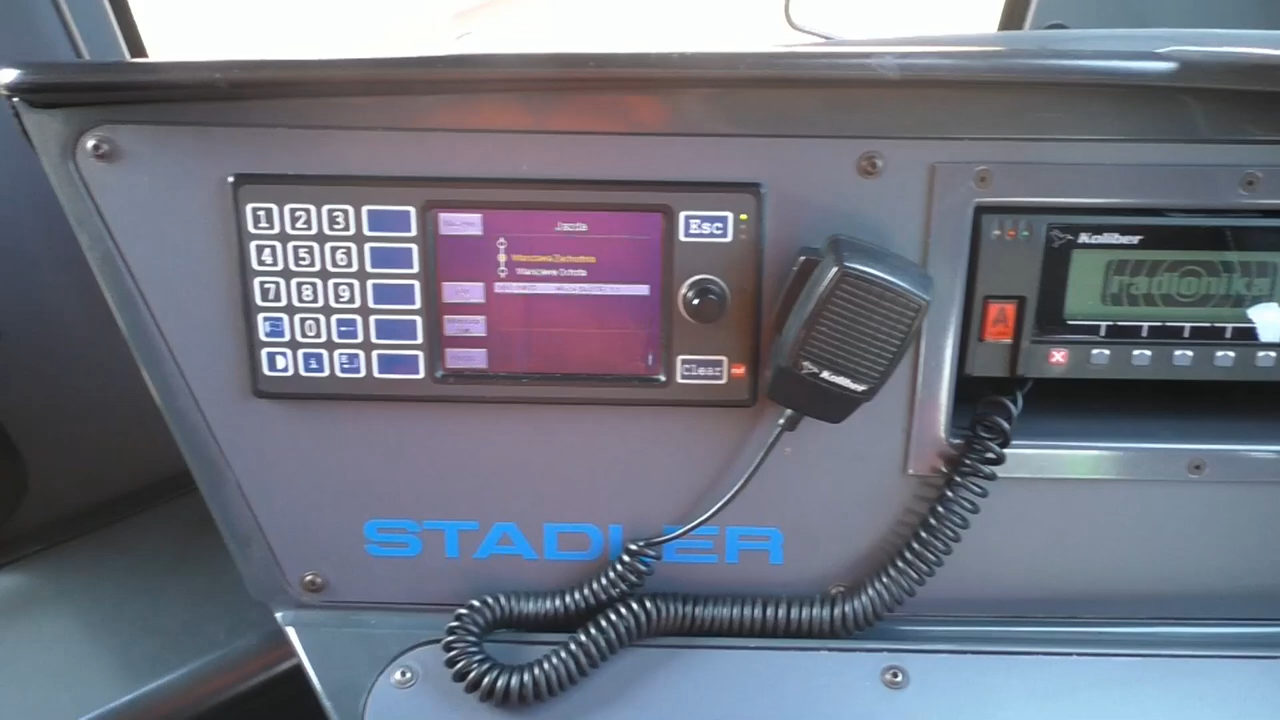 1 2 3
4 5 6
7 8 9
0
i
Jazda
Warszawa Zachodnia
Warszawa Ochota
Esc
Clear
Koliber
A
Koliber
radionika
STADLER